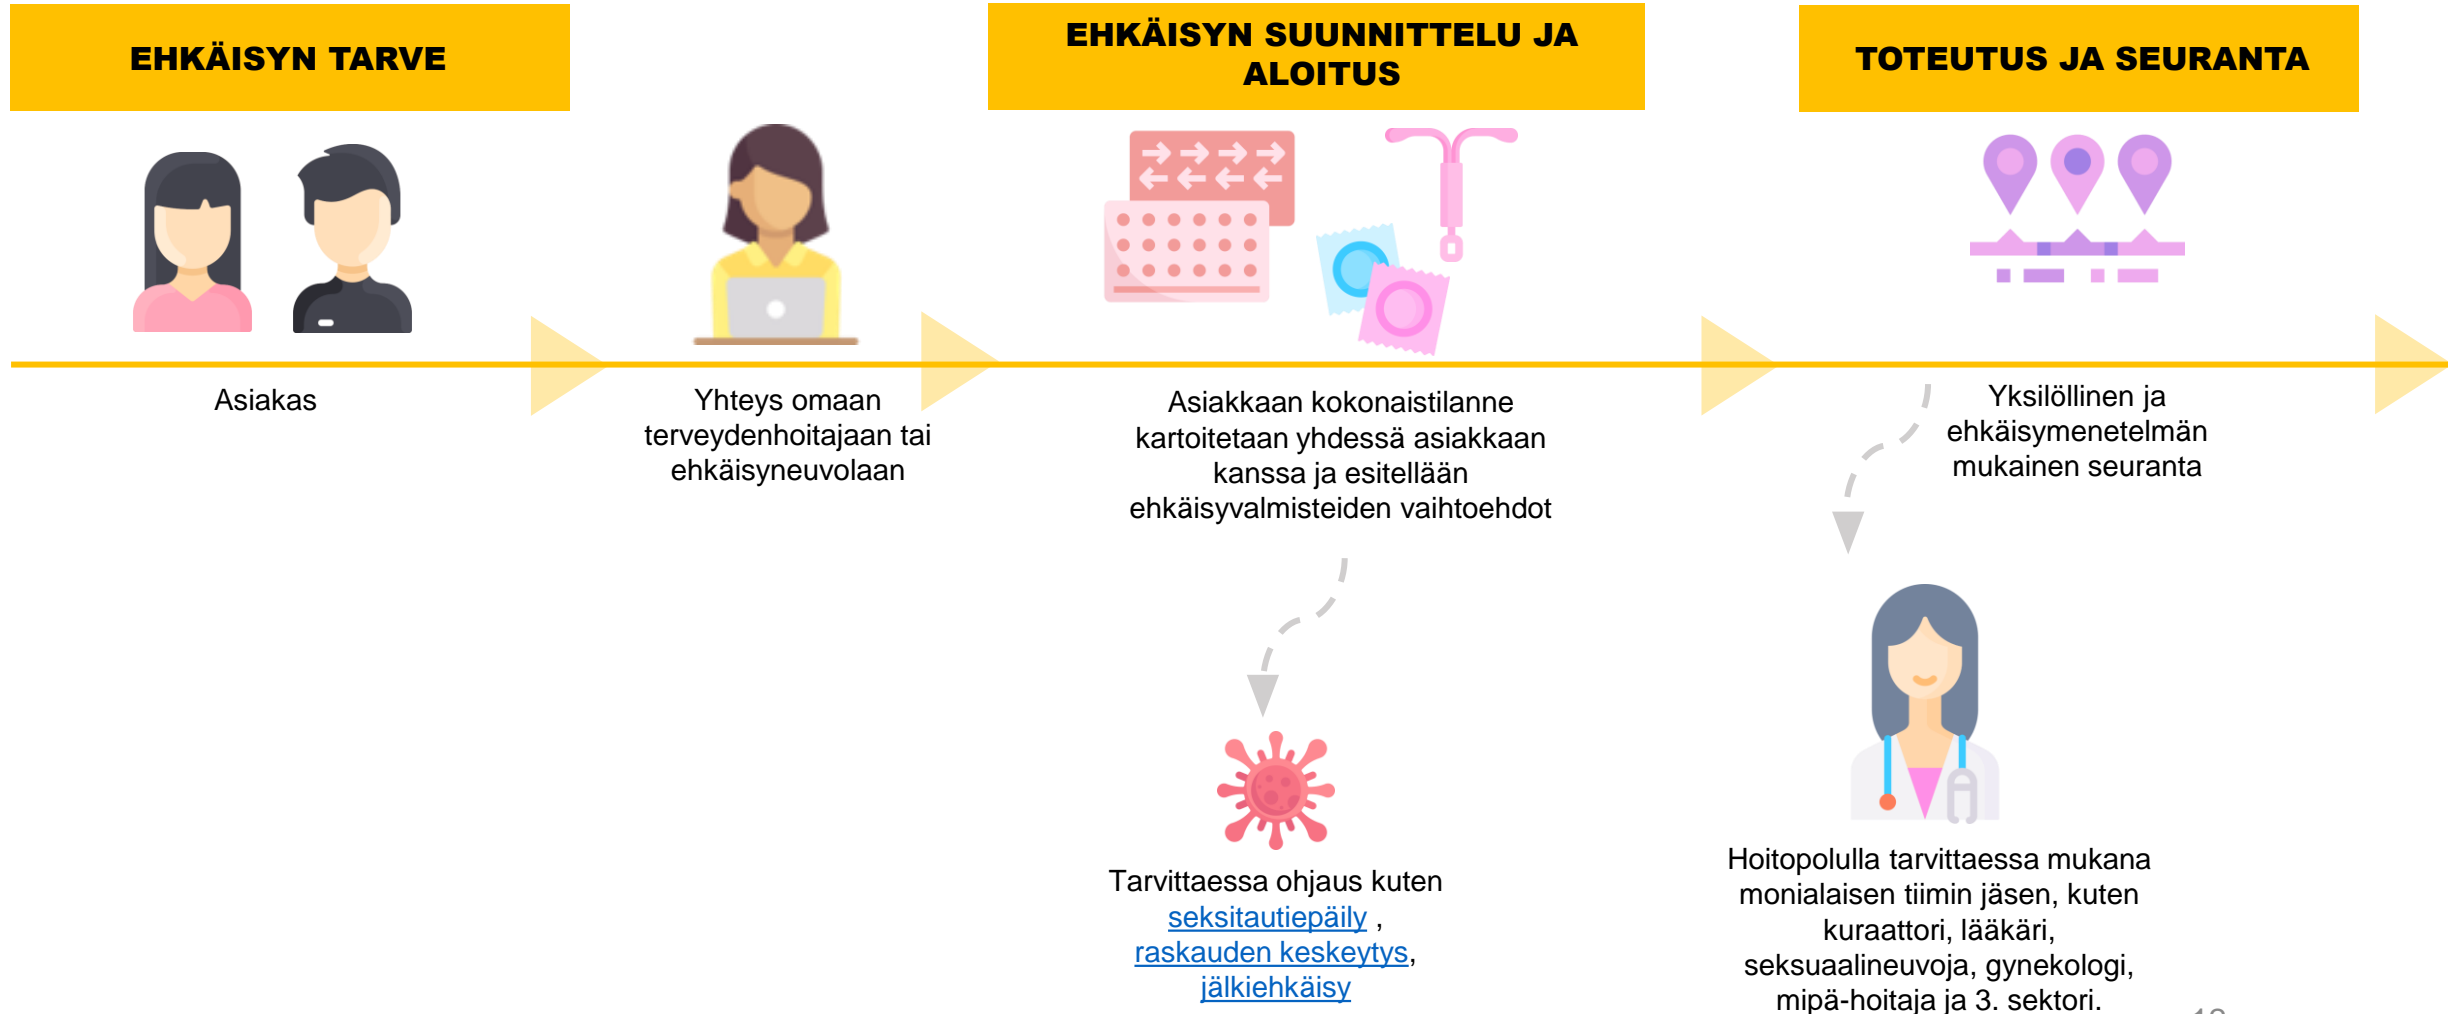 EHKÄISYN TARVE
EHKÄISYN SUUNNITTELU JA
ALOITUS
TOTEUTUS JA SEURANTA
Asiakas
Yhteys omaan
terveydenhoitajaan tai
ehkäisyneuvolaan
Asiakkaan kokonaistilanne
kartoitetaan yhdessä asiakkaan
kanssa ja esitellään
ehkäisyvalmisteiden vaihtoehdot
Yksilöllinen ja
ehkäisymenetelmän
mukainen seuranta
Tarvittaessa ohjaus kuten
seksitautiepäily ,
raskauden keskeytys,
jälkiehkäisy
Hoitopolulla tarvittaessa mukana
monialaisen tiimin jäsen, kuten
kuraattori, lääkäri,
seksuaalineuvoja, gynekologi,
mipä-hoitaja ja 3. sektori.